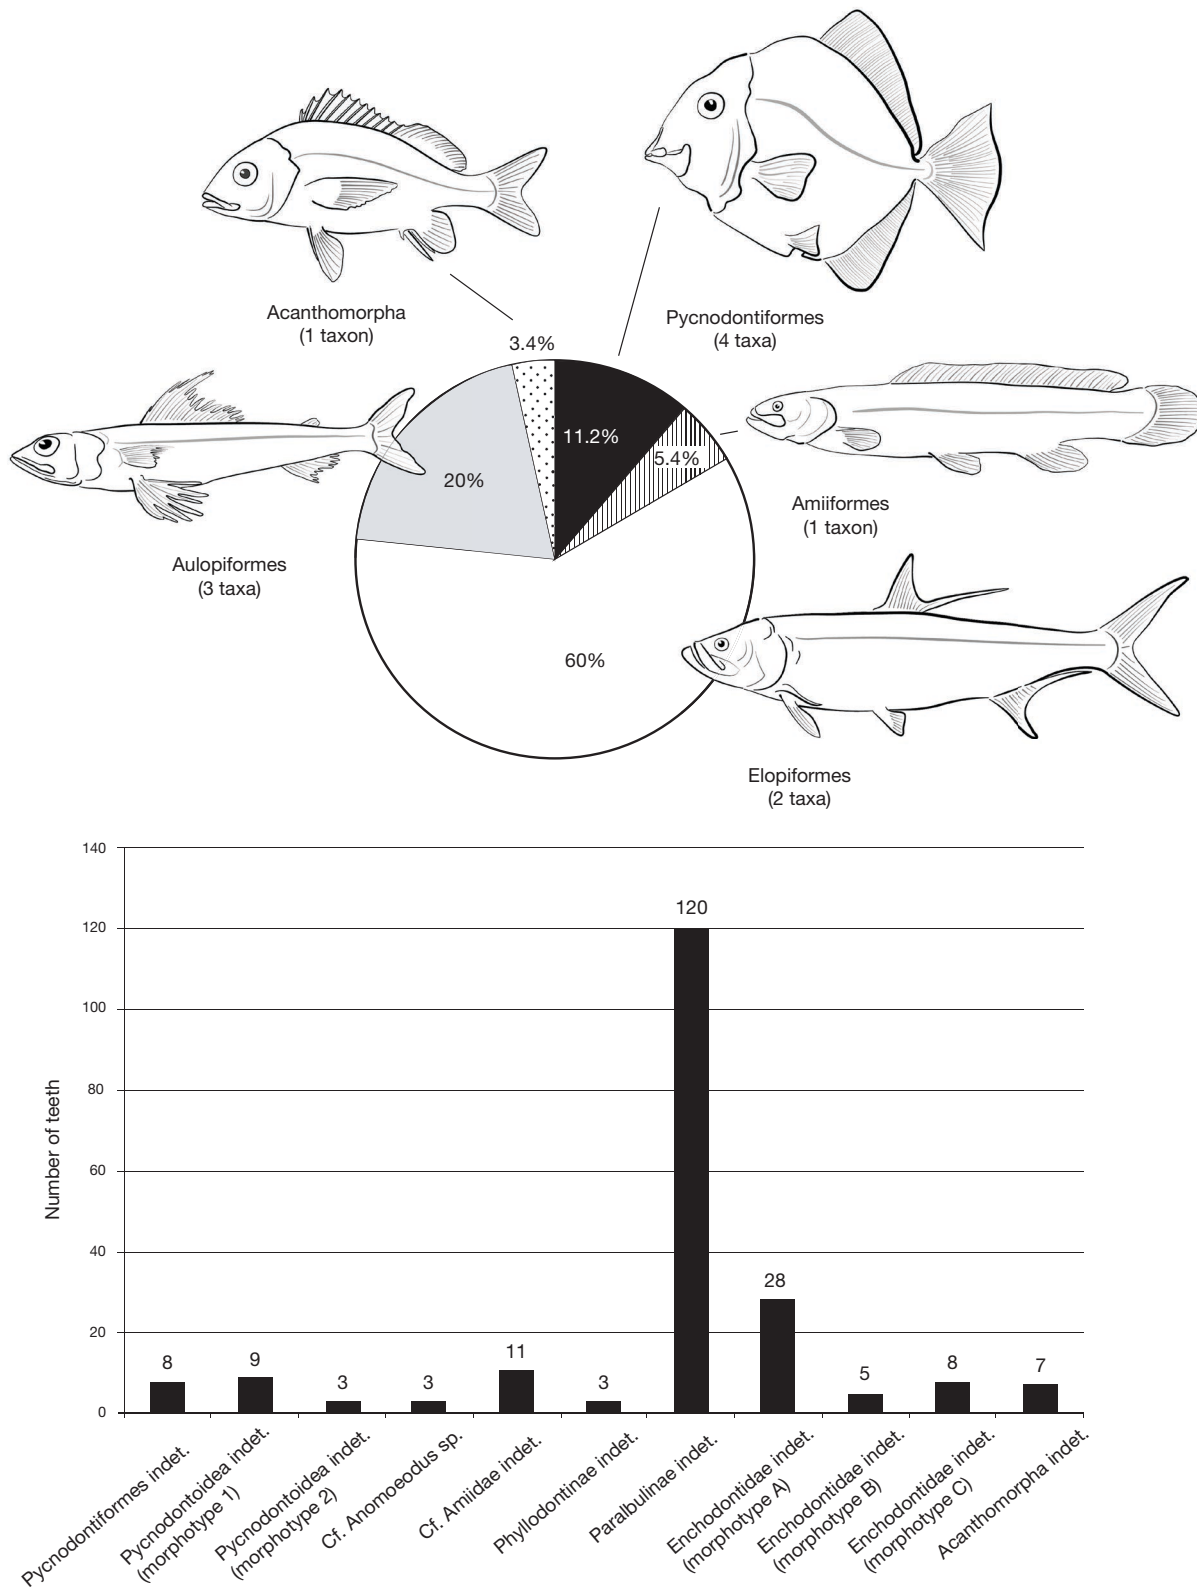 Acanthomorpha
(1 taxon)
Pycnodontiformes
(4 taxa)
3.4%
11.2%
5.4%
20%
60%
Amiiformes
(1 taxon)
Aulopiformes
(3 taxa)
Elopiformes
(2 taxa)
Number of teeth
140
120
100
80
60
40
20
0
8
9
3
3
11
3
120
28
5
8
7
Pycnodontiformes indet.
Pycnodontoidea indet.
(morphotype 1)
Pycnodontoidea indet.
(morphotype 2)
Cf. Anomoeodus sp.
Cf. Amiidae indet.
Phyllodontinae indet.
Paralbulinae indet.
Enchodontidae indet.
(morphotype A)
Enchodontidae indet.
(morphotype B)
Enchodontidae indet.
(morphotype C)
Acanthomorpha indet.